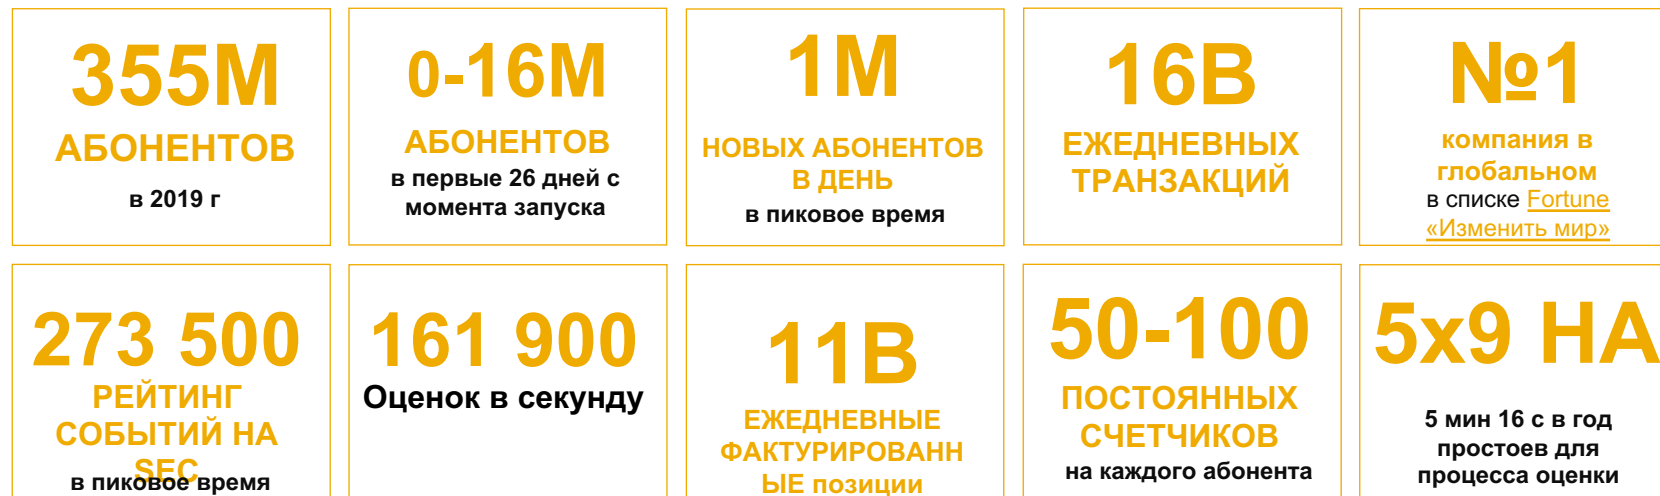 355M
АБОНЕНТОВ
в 2019 г
0-16M
АБОНЕНТОВ
в первые 26 дней с
момента запуска
1M
НОВЫХ АБОНЕНТОВ
В ДЕНЬ
в пиковое время
16B
ЕЖЕДНЕВНЫХ
ТРАНЗАКЦИЙ
№1
компания в
глобальном
в списке Fortune
«Изменить мир»
273 500
РЕЙТИНГ
СОБЫТИЙ НА
SEC
в пиковое время
161 900
Оценок в секунду
11B
ЕЖЕДНЕВНЫЕ
ФАКТУРИРОВАНН
ЫЕ позиции
50-100
ПОСТОЯННЫХ
СЧЕТЧИКОВ
на каждого абонента
5x9 HA
5 мин 16 с в год
простоев для
процесса оценки